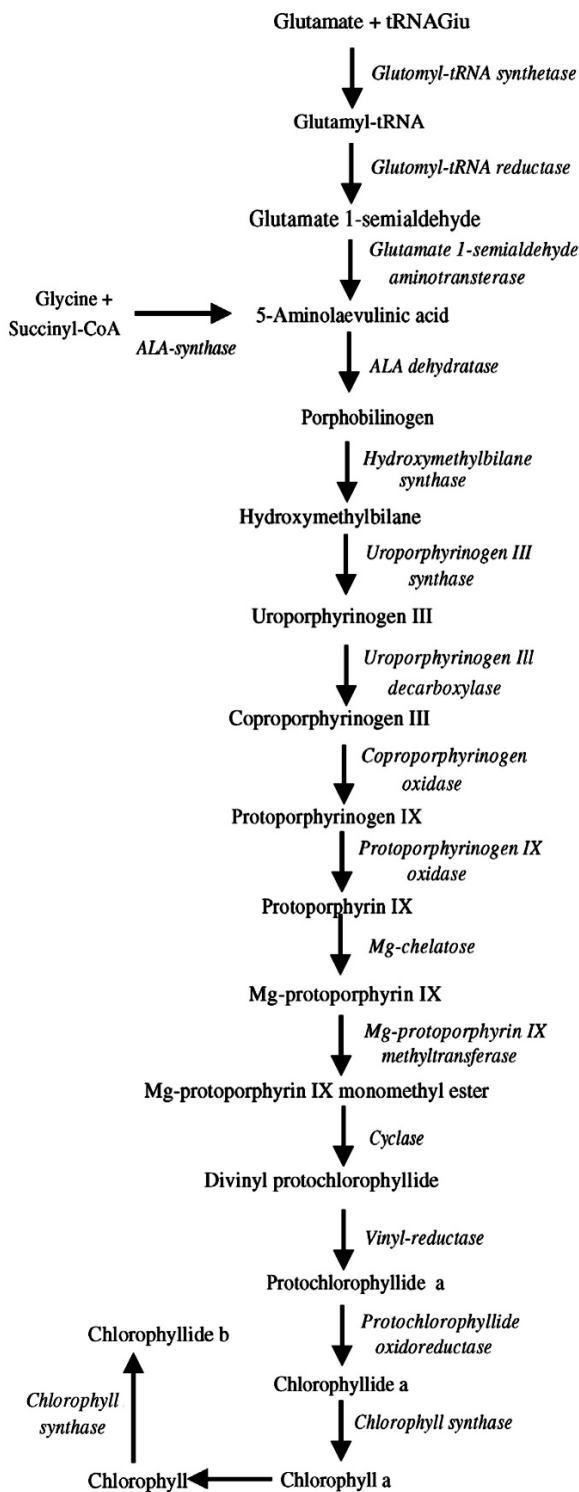 Glutamate + tRNAGiu
Glutomyl-tRNA synthetase
Glutamyl-tRNA
Glutomyl-tRNA reductase
Glutamate 1-semialdehyde
Glutamate 1-semialdehyde
aminotransterase
Glycine +
Succinyl-CoA
ALA-synthase
5-Aminolaevulinic acid
ALA dehydratase
Porphobilinogen
Hydroxymethylbilane
synthase
Hydroxymethylbilane
Uroporphyrinogen III
synthase
Uroporphyrinogen III
Uroporphyrinogen Ill
decarboxylase
Coproporphyrinogen III
Coproporphyrinogen
oxidase
Protoporphyrinogen IX
Protoporphyrinogen IX
oxidase
Protoporphyrin IX
Mg-chelatose
Mg-protoporphyrin IX
Mg-protoporphyrin IX
methyltransferase
Mg-protoporphyrin IX monomethyl ester
Cyclase
Divinyl protochlorophyllide
Vinyl-reductase
Protochlorophyllide a
Protochlorophyllide
oxidoreductase
Chlorophyllide b
Chlorophyllide a
Chlorophyll
synthase
Chlorophyll synthase
Chlorophyll
Chlorophyll a